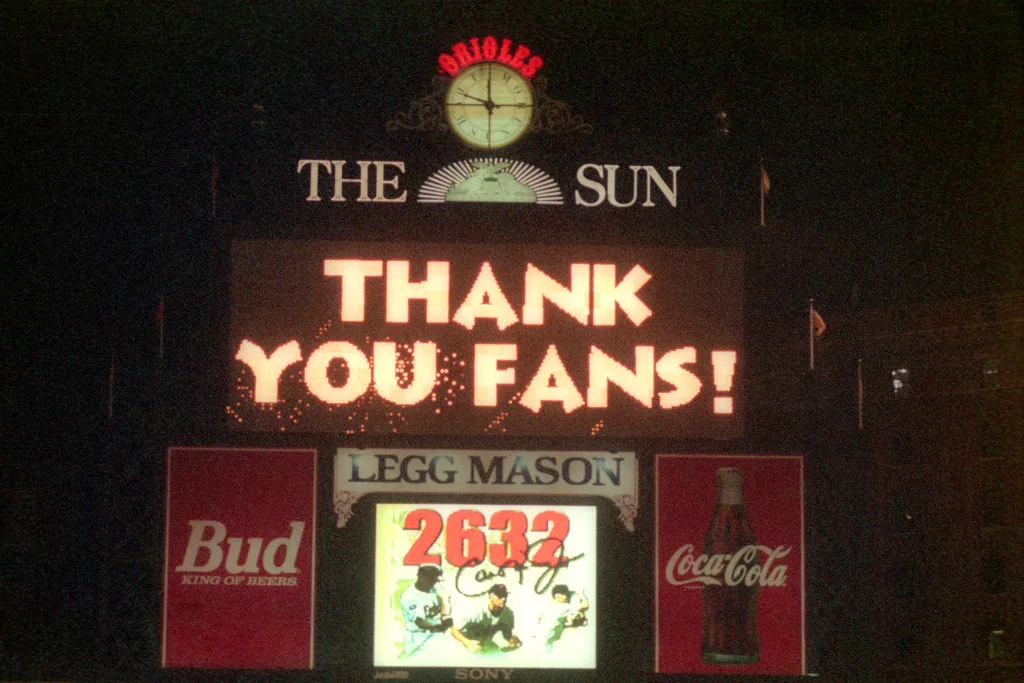 ORIOLES
THE SUN
THANK
YOU FANS!
LEGG MASON
Bud
KING OF BEERS
2632
Coca-Cola
SONY